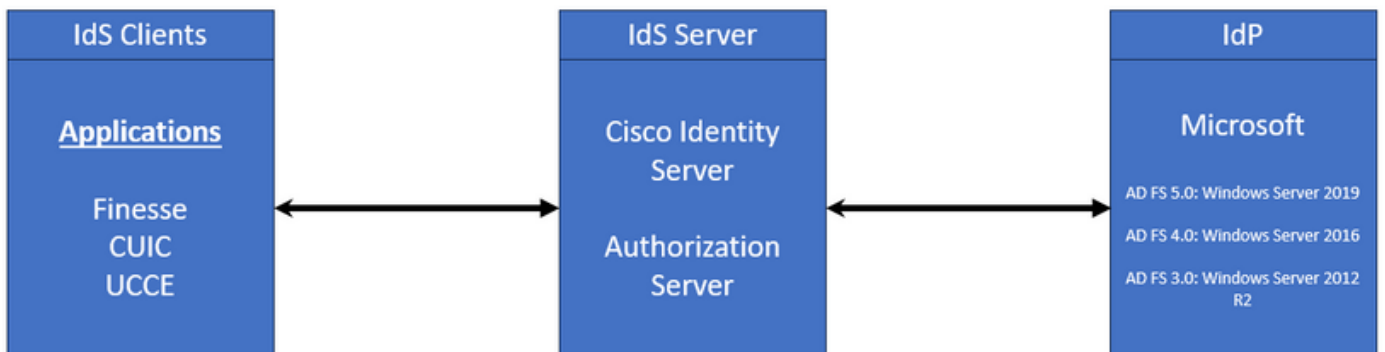 IdS Clients
Applications
Finesse
CUIC
UCCE
IdS Server
Cisco Identity
Server
Authorization
Server
IdP
Microsoft
AD FS 5.0: Windows Server 2019
AD FS 4.0: Windows Server 2016
AD FS 3.0: Windows Server 2012
R2